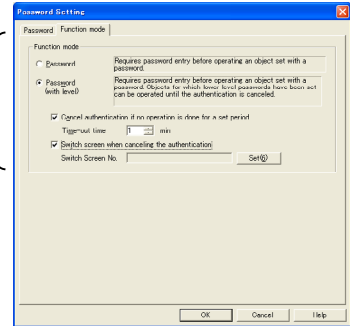 Password Setting
Password Function mode
Function mode
Password
Requires password entry before operating an object set with a
password.
Password
(with level)
Requires password entry before operating an object set with a
password. Objects for which lower level passwords have been set
can be operated until the authentication is canceled.
Cancel authentication if no operation is done for a set period
Time-out time 1 min
Switch screen when canceling the authentication
Switch Screen No. Set(S)
OK Cancel Help